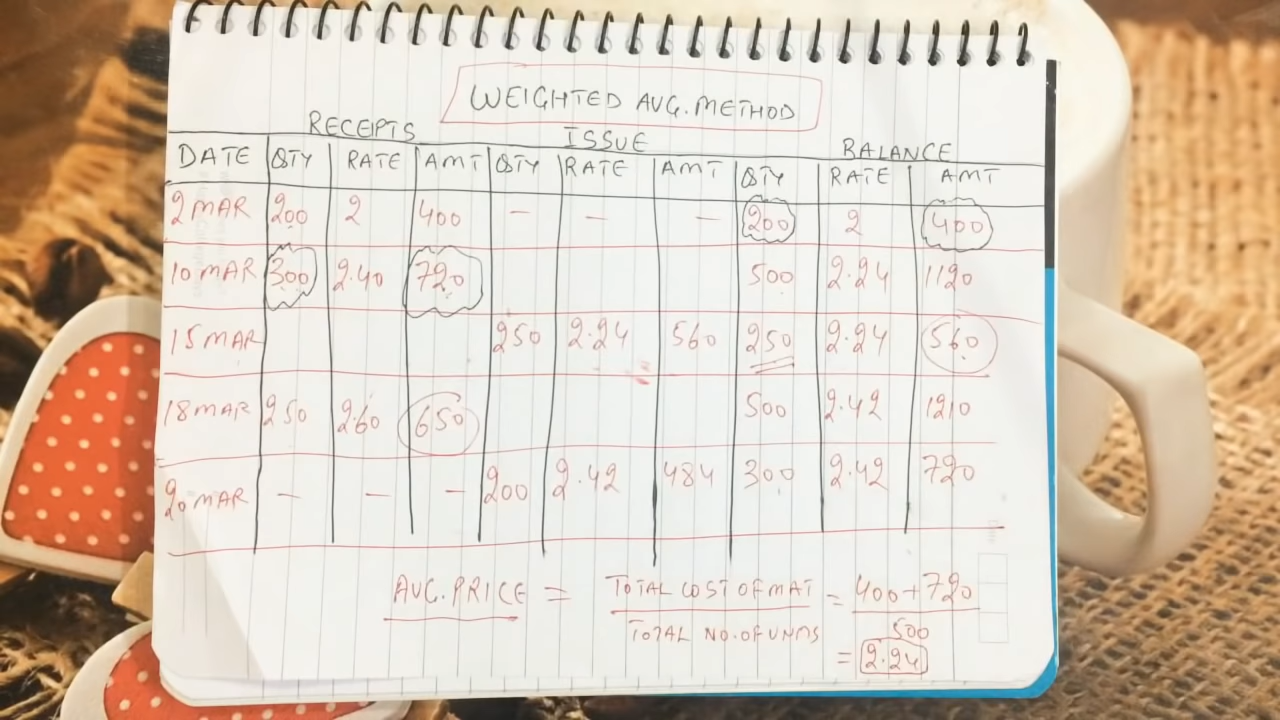 WEIGHTED AVG. METHOD
RECEIPTS ISSUE BALANCE
DATE QTY RATE AMT QTY RATE AMT QTY RATE AMT
2 MAR 200 2 400 — — — 200 2 400
10 MAR 300 2.40 720 500 2.24 1120
15 MAR 250 2.24 560 250 2.24 560
18 MAR 250 2.60 650 500 2.42 1210
20 MAR — — — 200 2.42 484 300 2.42 720
AVG. PRICE = TOTAL COST OF MAT = 400+720
TOTAL NO. OF UNITS 500
= 2.24